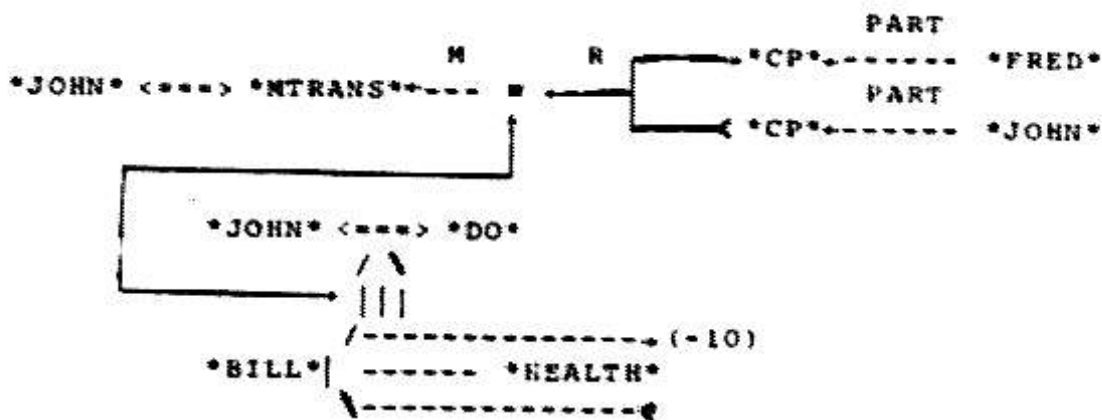 PART
M R *CP* *FRED*
*JOHN* <===> *MTRANS* PART
*CP* *JOHN*
*JOHN* <===> *DO*
(-10)
*BILL* *HEALTH*